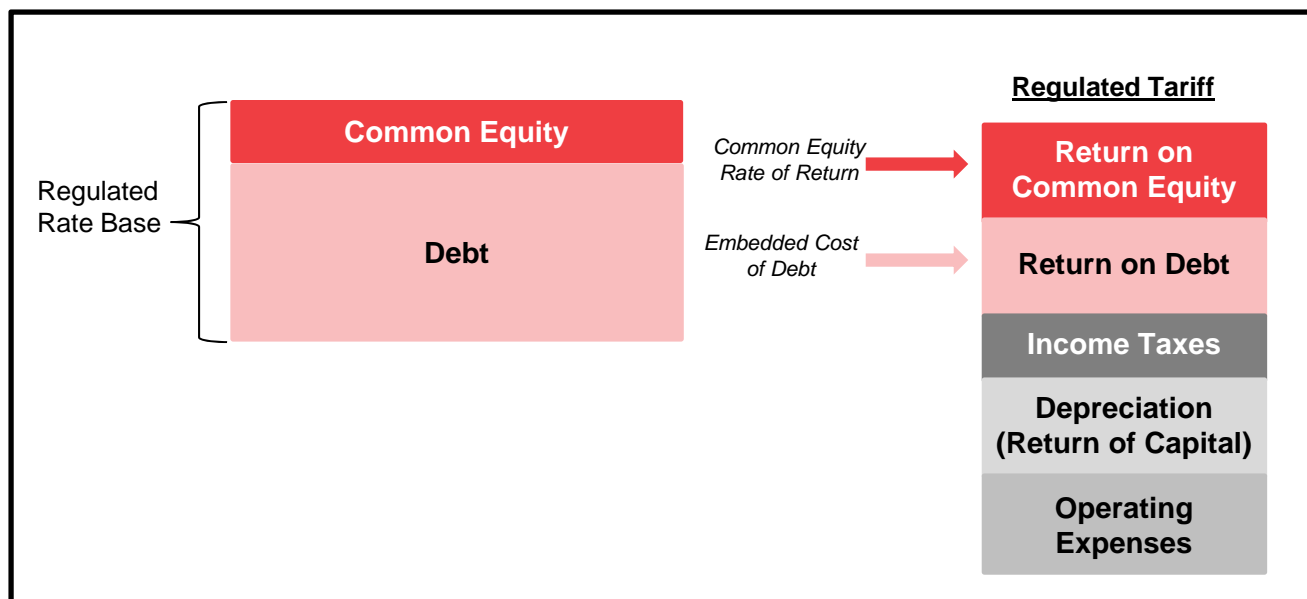 Regulated
Rate Base
Common Equity
Debt
Common Equity
Rate of Return
Embedded Cost
of Debt
Regulated Tariff
Return on
Common Equity
Return on Debt
Income Taxes
Depreciation
(Return of Capital)
Operating
Expenses